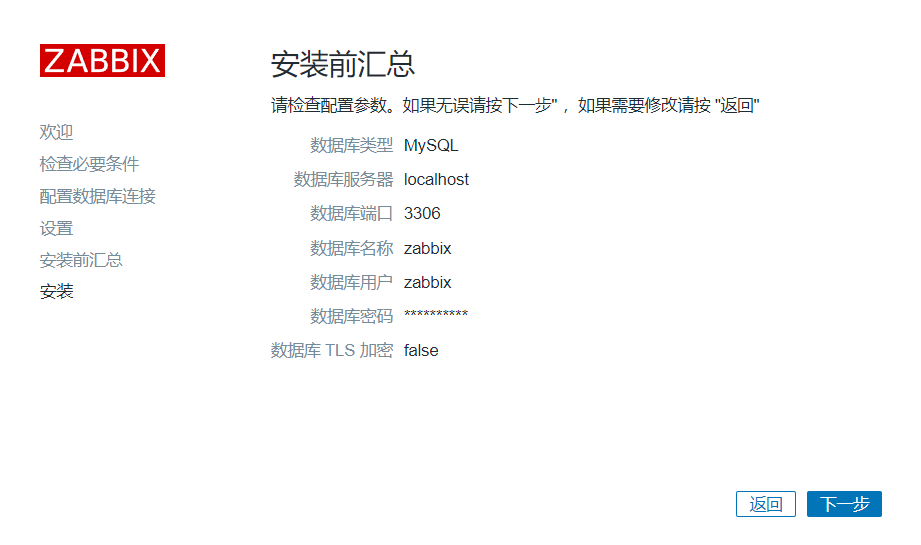 ZABBIX
欢迎
检查必要条件
配置数据库连接
设置
安装前汇总
安装
安装前汇总
请检查配置参数。如果无误请按下一步"，如果需要修改请按 "返回"
数据库类型 MySQL
数据库服务器 localhost
数据库端口 3306
数据库名称 zabbix
数据库用户 zabbix
数据库密码 **********
数据库 TLS 加密 false
返回 下一步